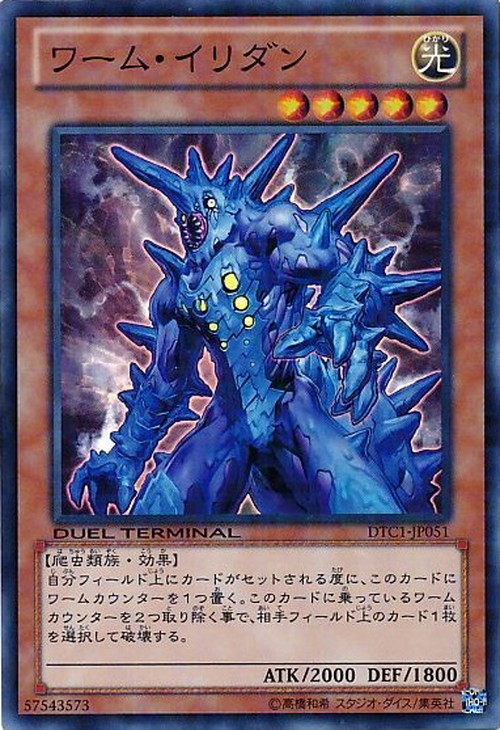 ワーム・イリダン
ひかり
光
DUEL TERMINAL
DTC1-JP051
【爬虫類族・効果】
自分フィールド上にカードがセットされる度に、このカードに
ワームカウンターを1つ置く。このカードに乗っているワーム
カウンターを2つ取り除く事で、相手フィールド上のカード1枚
を選択して破壊する。
ATK/2000 DEF/1800
57543573
©高橋和希 スタジオ・ダイス/集英社